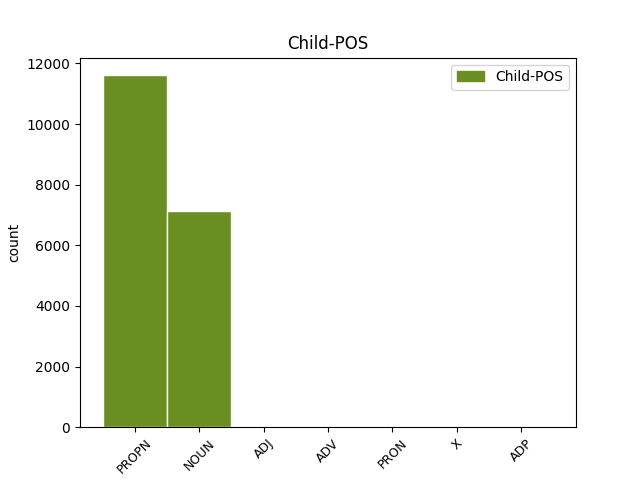 Child-POS
Child-POS
12000
10000
8000
6000
4000
2000
0
count
PROPN
NOUN
ADJ
ADV
PRON
X
ADP